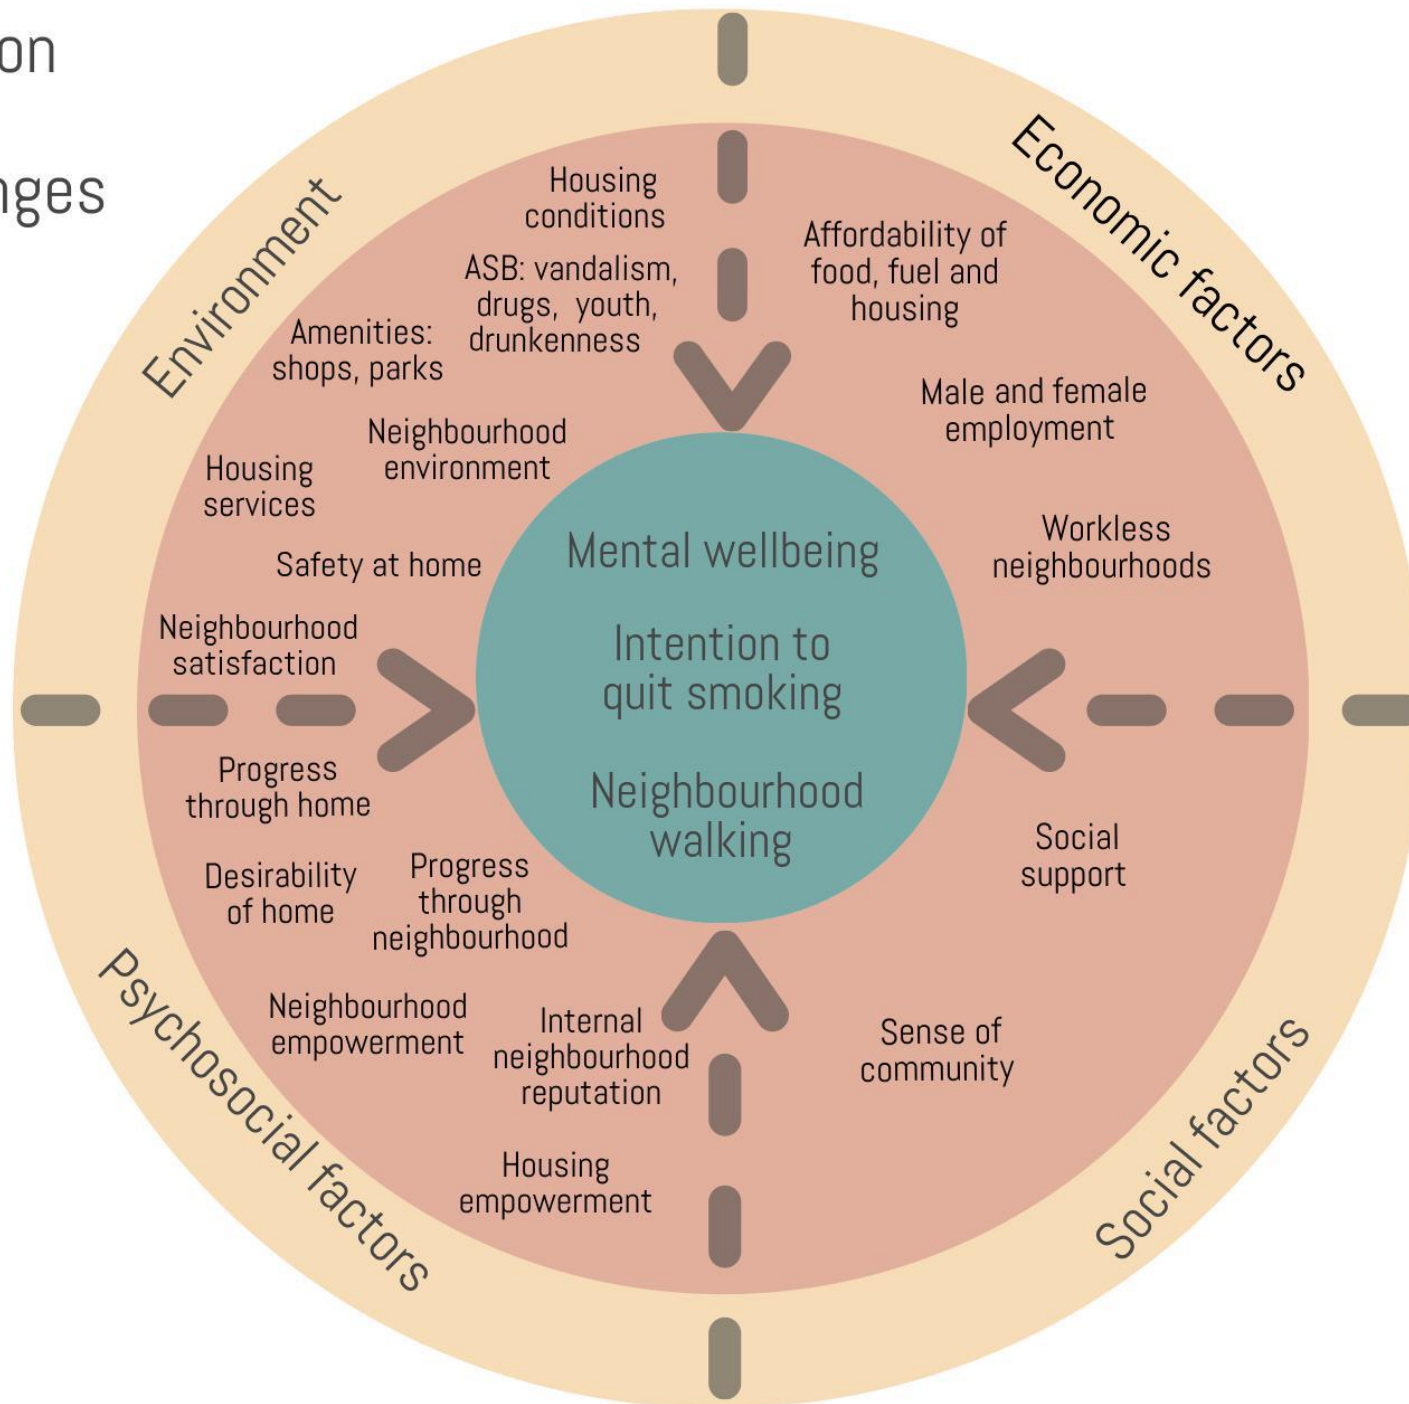 on
nges
Environment
Economic factors
Housing
conditions
ASB: vandalism,
drugs, youth,
drunkenness
Amenities:
shops, parks
Neighbourhood
environment
Housing
services
Safety at home
Neighbourhood
satisfaction
Affordability of
food, fuel and
housing
Male and female
employment
Workless
neighbourhoods
Mental wellbeing
Intention to
quit smoking
Neighbourhood
walking
Progress
through home
Desirability
of home
Progress
through
neighbourhood
Neighbourhood
empowerment
Internal
neighbourhood
reputation
Housing
empowerment
Social
support
Sense of
community
Psychosocial factors
Social factors